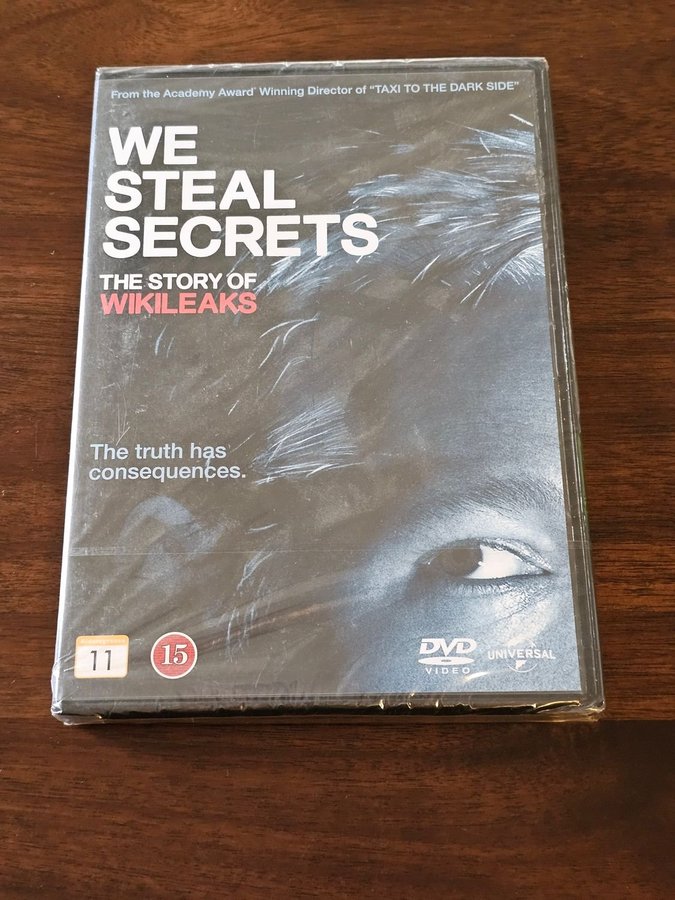 From the Academy Award® Winning Director of "TAXI TO THE DARK SIDE"
WE
STEAL
SECRETS
THE STORY OF
WIKILEAKS
The truth has
consequences.
11
15
DVD
VIDEO
UNIVERSAL